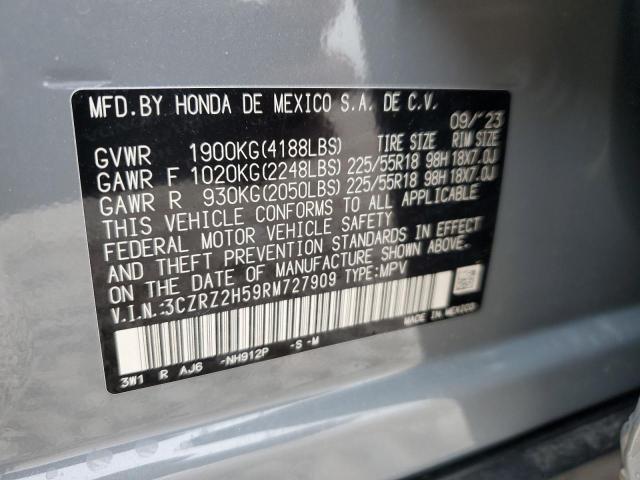 MFD.BY HONDA DE MEXICO S.A. DE C.V. 09/'23
GVWR 1900KG(4188LBS) TIRE SIZE RIM SIZE
GAWR F 1020KG(2248LBS) 225/55R18 98H 18X7.0J
GAWR R 930KG(2050LBS) 225/55R18 98H 18X7.0J
THIS VEHICLE CONFORMS TO ALL APPLICABLE
FEDERAL MOTOR VEHICLE SAFETY
AND THEFT PREVENTION STANDARDS IN EFFECT
ON THE DATE OF MANUFACTURE SHOWN ABOVE.
V.I.N.:3CZRZ2H59RM727909 TYPE:MPV
MADE IN MEXICO
3W1 R AJ6 -NH912P -S -M